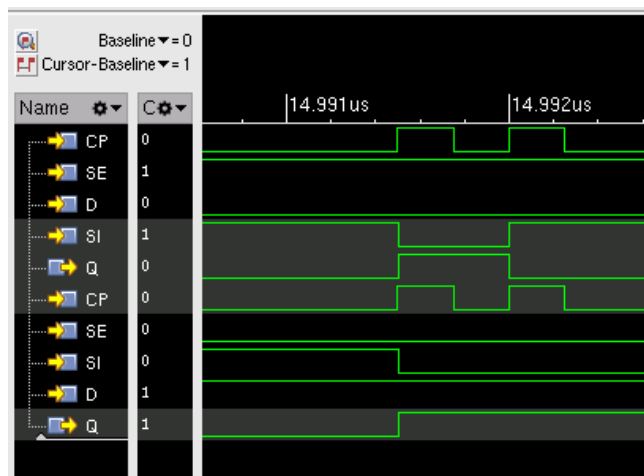 Baseline▼= 0
Cursor-Baseline▼= 1
Name C 14.991us 14.992us
CP 0
SE 1
D 0
SI 1
Q 0
CP 0
SE 0
SI 0
D 1
Q 1